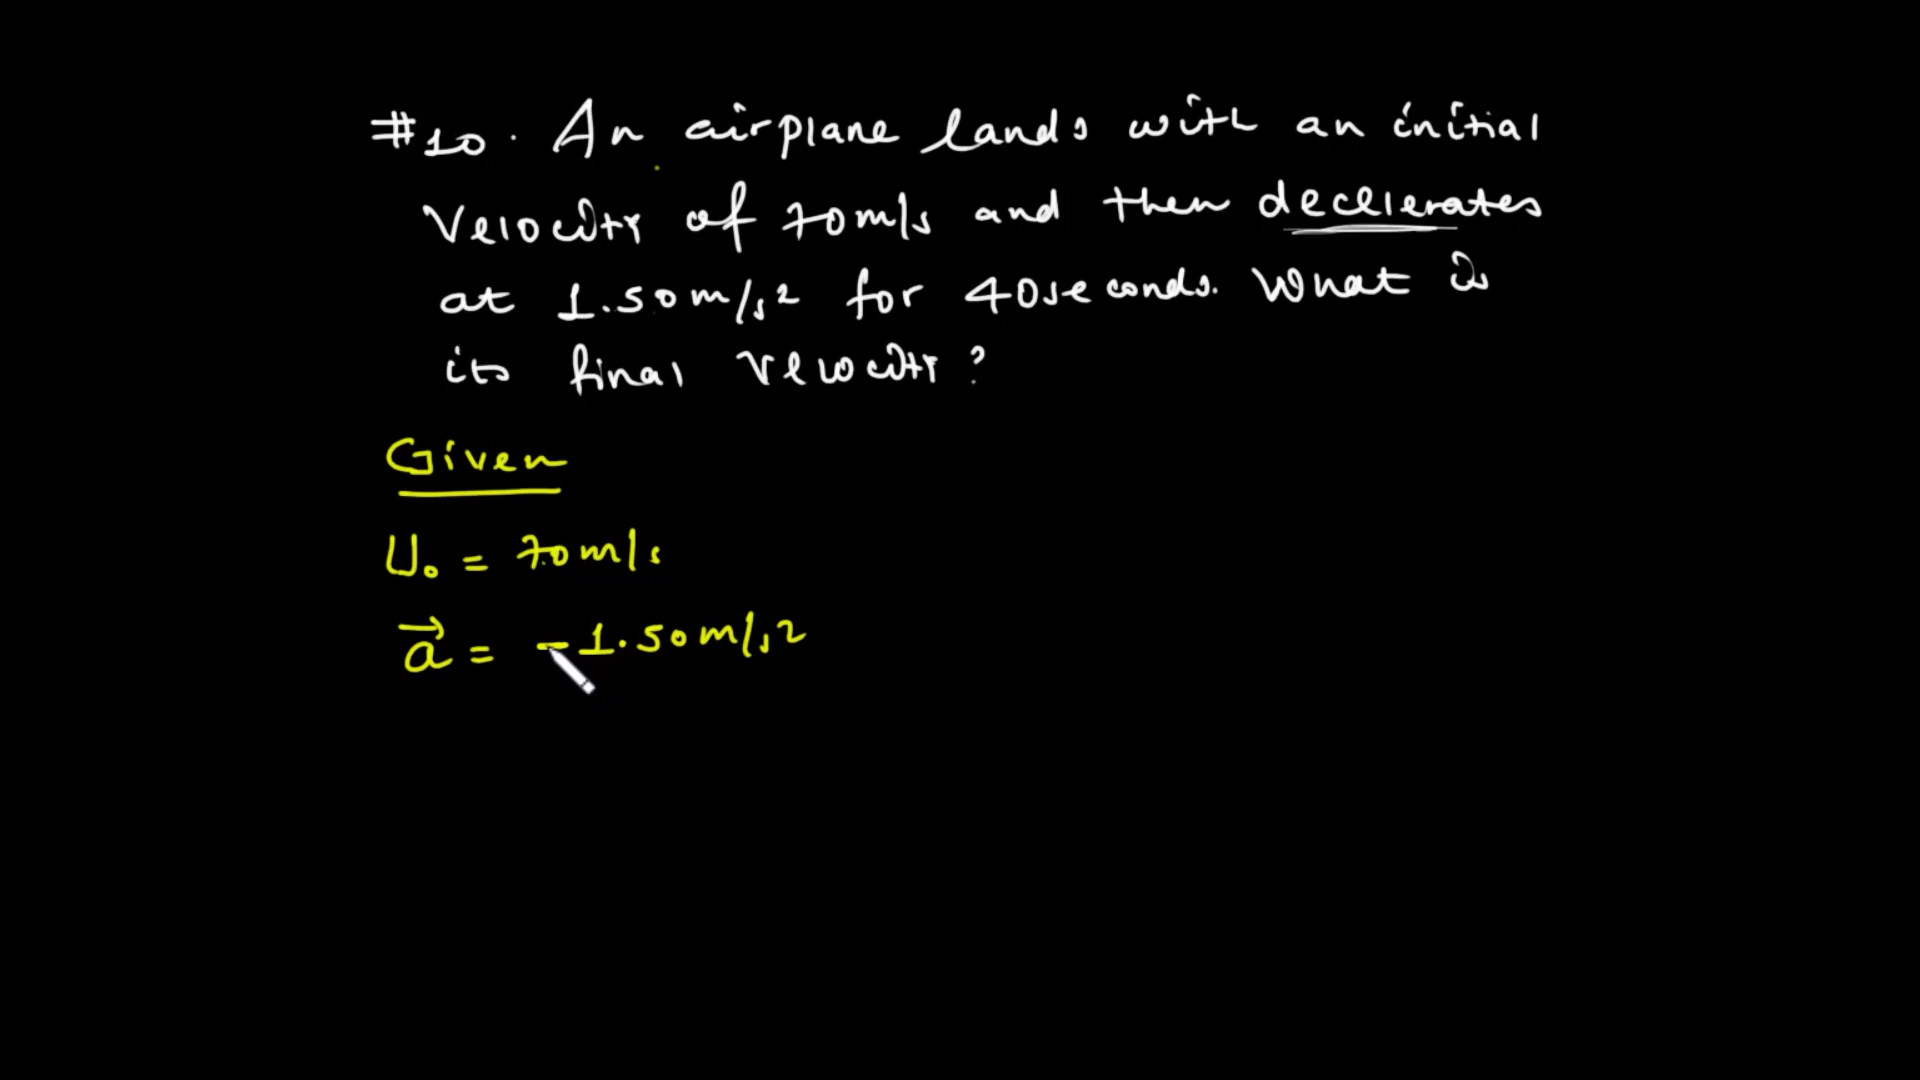 #10. An airplane lands with an initial
velocity of 70m/s and then decelerates
at 1.50m/s2 for 40seconds. What is
its final velocity?
Given
U₀ = 70m/s
a⃗ = -1.50m/s2